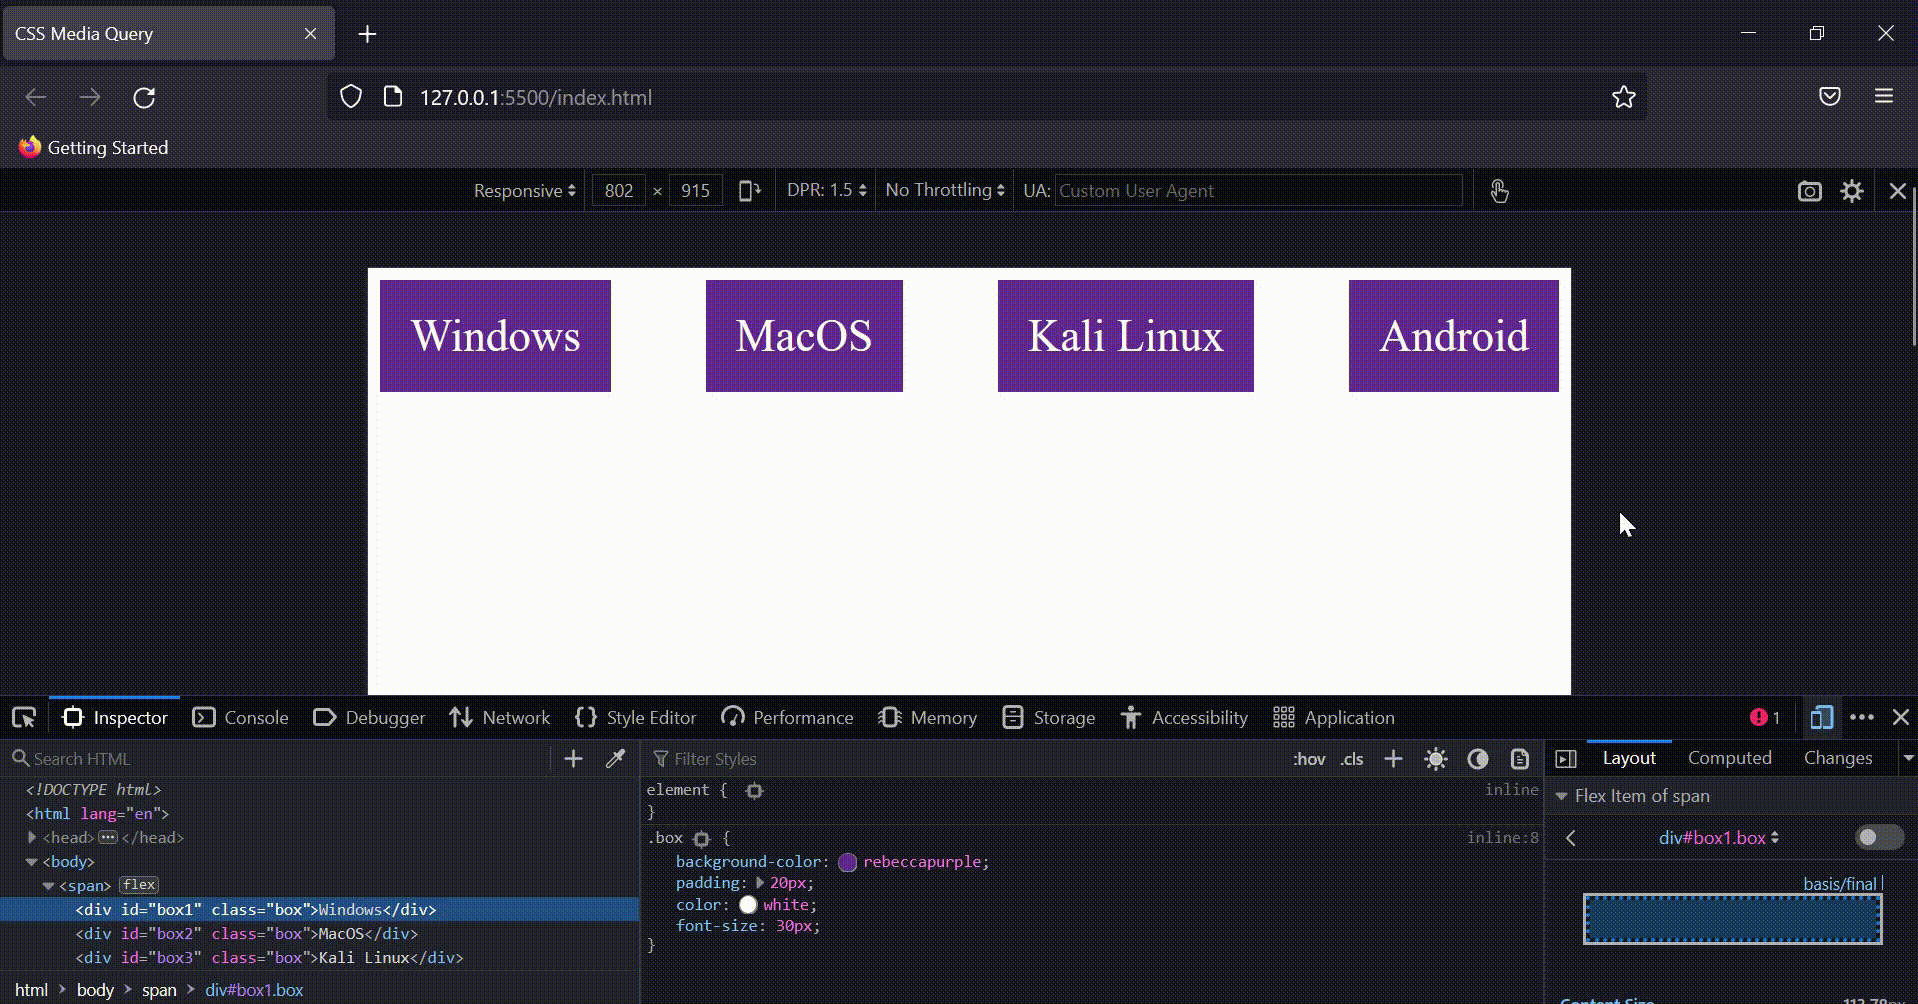 CSS Media Query
127.0.0.1:5500/index.html
Getting Started
Responsive 802 × 915 DPR: 1.5 No Throttling UA: Custom User Agent
Windows MacOS Kali Linux Android
Inspector Console Debugger Network Style Editor Performance Memory Storage Accessibility Application 1
Search HTML
<!DOCTYPE html>
<html lang="en">
<head> ••• </head>
<body>
<span> flex
<div id="box1" class="box">Windows</div>
<div id="box2" class="box">MacOS</div>
<div id="box3" class="box">Kali Linux</div>
html > body > span > div#box1.box
Filter Styles :hov .cls
element { inline
}
.box { inline:8
background-color: rebeccapurple;
padding: 20px;
color: white;
font-size: 30px;
}
Layout Computed Changes
Flex Item of span
div#box1.box
basis/final
Content Size 112.78px